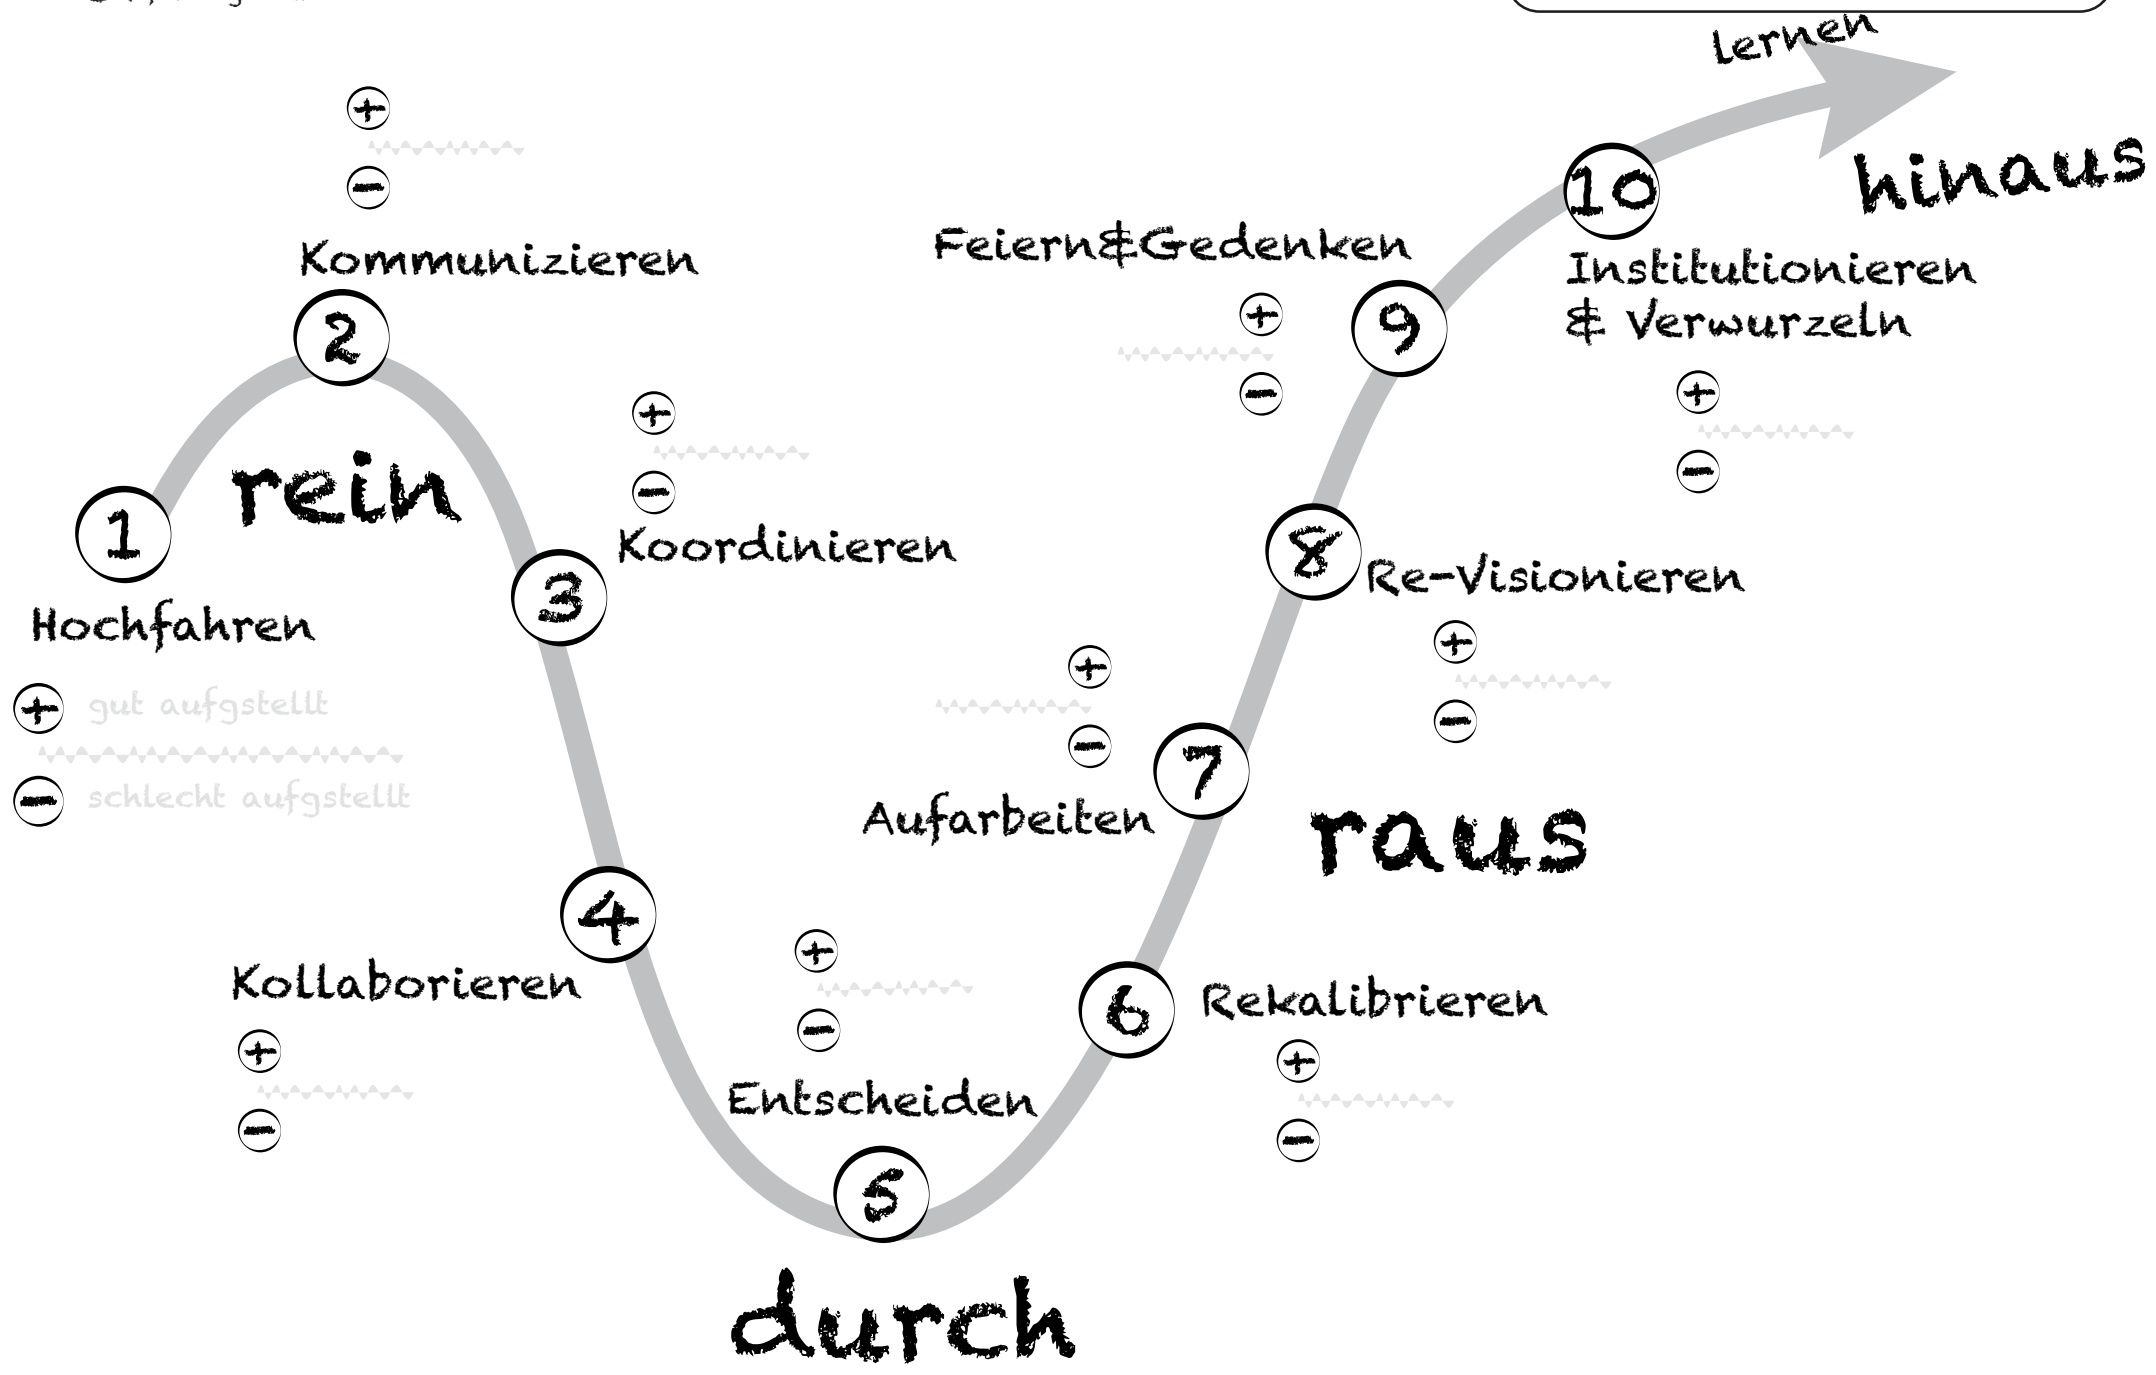 lernen
hinaus
+
-
Kommunizieren
2
rein
1
Hochfahren
+ gut aufgstellt
- schlecht aufgstellt
+
-
Koordinieren
3
4
Kollaborieren
+
-
+
-
Entscheiden
5
durch
6
Rekalibrieren
+
-
+
-
Aufarbeiten
7
raus
8
Re-Visionieren
+
-
Feiern&Gedenken
+
-
9
10
Institutionieren
& Verwurzeln
+
-